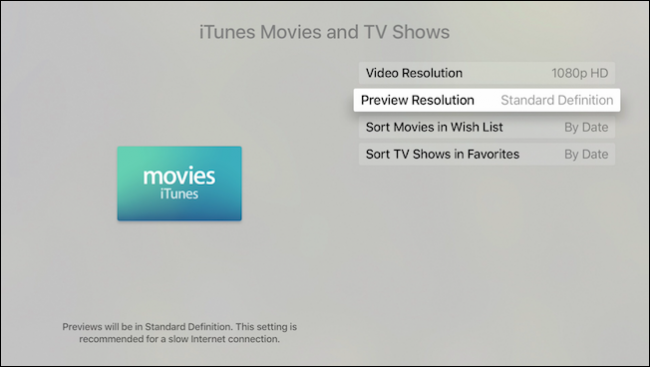 iTunes Movies and TV Shows
Video Resolution 1080p HD
Preview Resolution Standard Definition
Sort Movies in Wish List By Date
Sort TV Shows in Favorites By Date
movies
iTunes
Previews will be in Standard Definition. This setting is
recommended for a slow Internet connection.